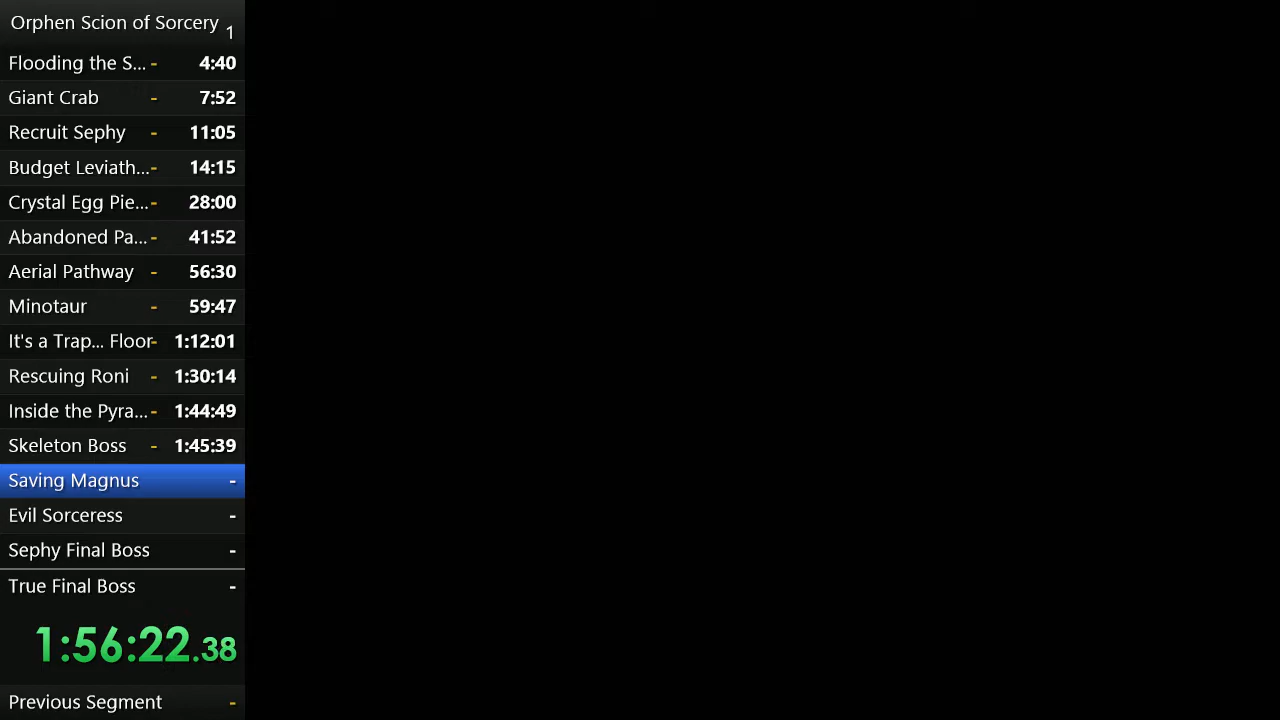 Orphen Scion of Sorcery 1
Flooding the S... - 4:40
Giant Crab - 7:52
Recruit Sephy - 11:05
Budget Leviath... - 14:15
Crystal Egg Pie... - 28:00
Abandoned Pa... - 41:52
Aerial Pathway - 56:30
Minotaur - 59:47
It's a Trap... Floor - 1:12:01
Rescuing Roni - 1:30:14
Inside the Pyra... - 1:44:49
Skeleton Boss - 1:45:39
Saving Magnus -
Evil Sorceress -
Sephy Final Boss -
True Final Boss -
1:56:22.38
Previous Segment -